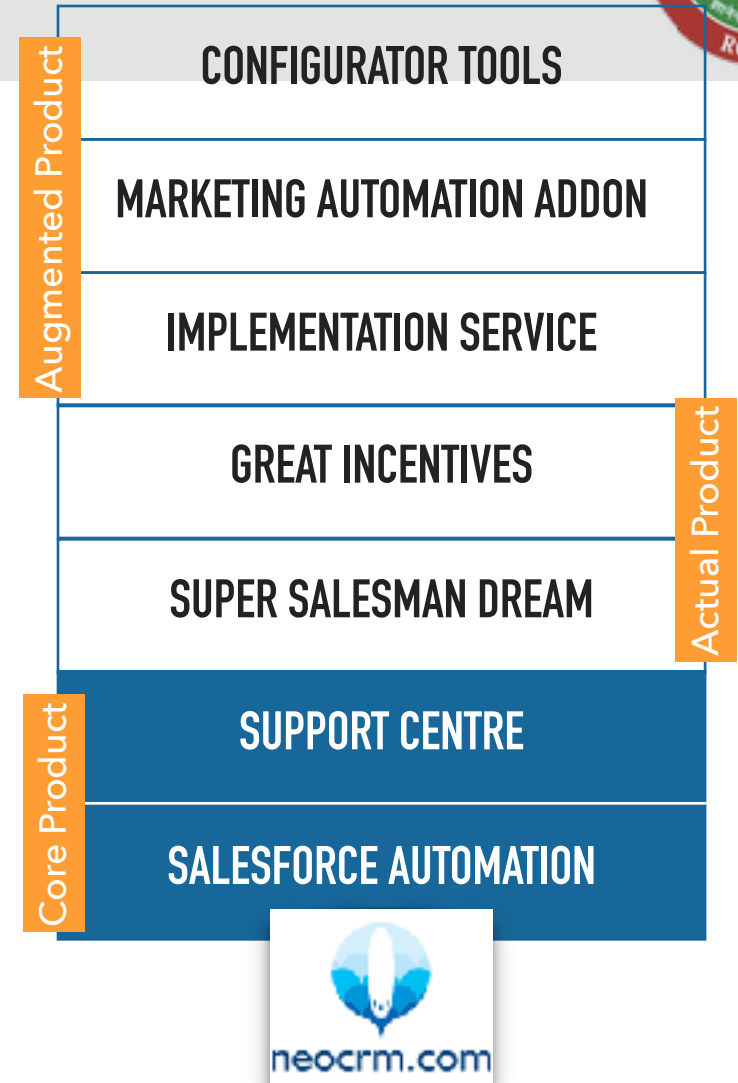 CONFIGURATOR TOOLS
MARKETING AUTOMATION ADDON
IMPLEMENTATION SERVICE
Augmented Product
GREAT INCENTIVES
SUPER SALESMAN DREAM
Actual Product
SUPPORT CENTRE
SALESFORCE AUTOMATION
Core Product
neocrm.com